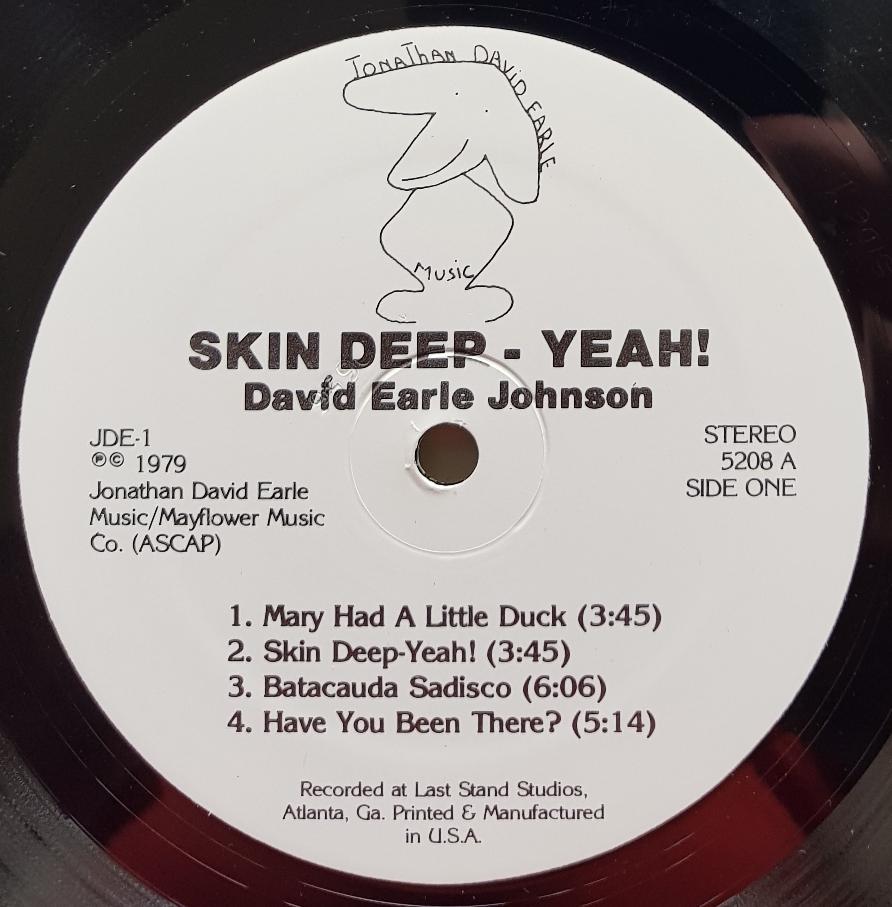 JONATHAN DAVID EARLE
MUSIC
SKIN DEEP - YEAH!
David Earle Johnson
JDE-1
℗© 1979
Jonathan David Earle
Music/Mayflower Music
Co. (ASCAP)
STEREO
5208 A
SIDE ONE
1. Mary Had A Little Duck (3:45)
2. Skin Deep-Yeah! (3:45)
3. Batacauda Sadisco (6:06)
4. Have You Been There? (5:14)
Recorded at Last Stand Studios,
Atlanta, Ga. Printed & Manufactured
in U.S.A.